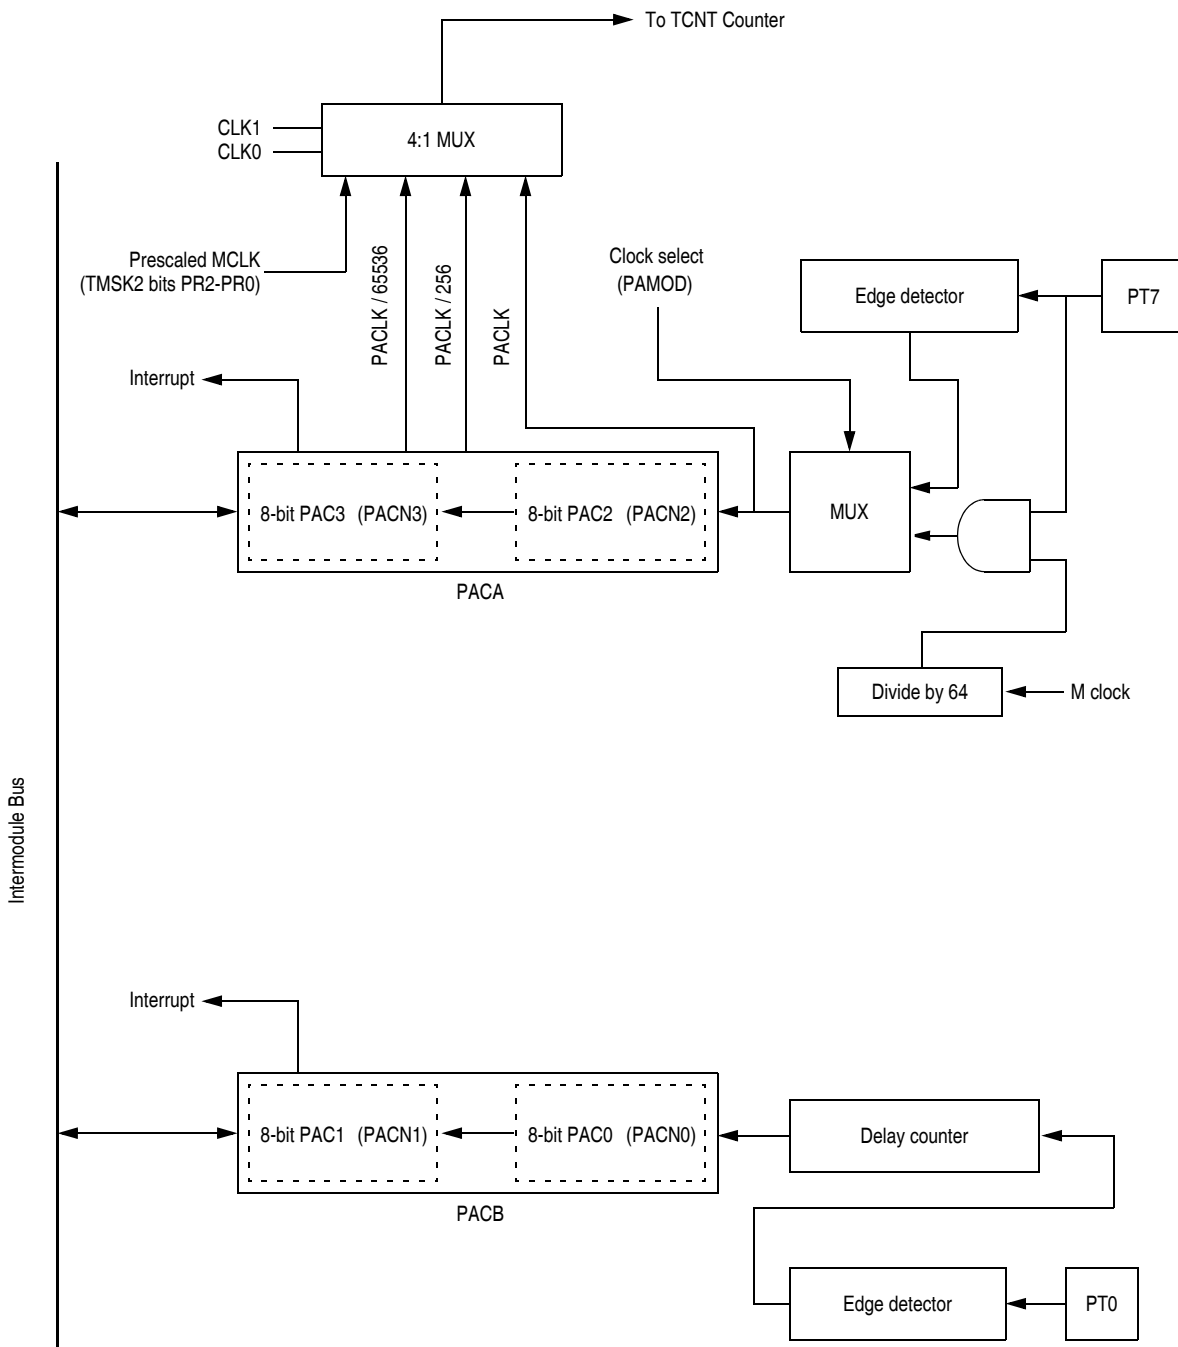 To TCNT Counter
CLK1
CLK0
4:1 MUX
Prescaled MCLK
(TMSK2 bits PR2-PR0)
PACLK / 65536
PACLK / 256
PACLK
Clock select
(PAMOD)
Edge detector
PT7
Interrupt
8-bit PAC3 (PACN3)
8-bit PAC2 (PACN2)
MUX
PACA
Divide by 64
M clock
Intermodule Bus
Interrupt
8-bit PAC1 (PACN1)
8-bit PAC0 (PACN0)
Delay counter
PACB
Edge detector
PT0